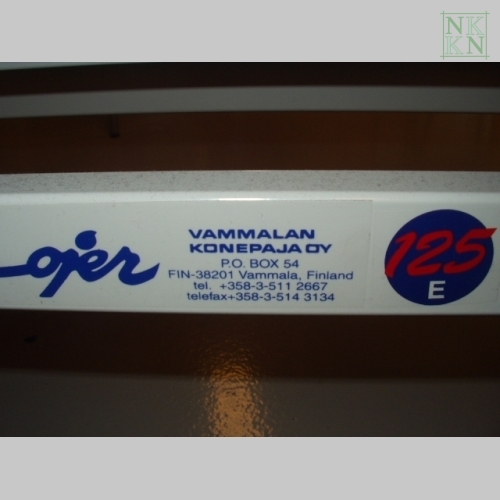 NK
KN
ojer
VAMMALAN
KONEPAJA OY
P.O. BOX 54
FIN-38201 Vammala, Finland
tel. +358-3-511 2667
telefax+358-3-514 3134
125
E